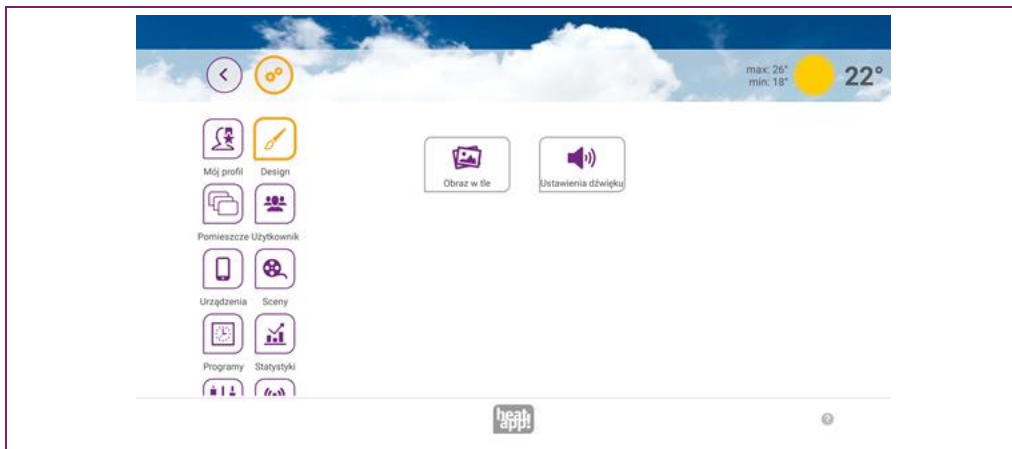 max: 26°
min: 18°
22°
Mój profil
Design
Obraz w tle
Ustawienia dźwięku
Pomieszcze
Użytkownik
Urządzenia
Sceny
Programy
Statystyki
heat
app!
?